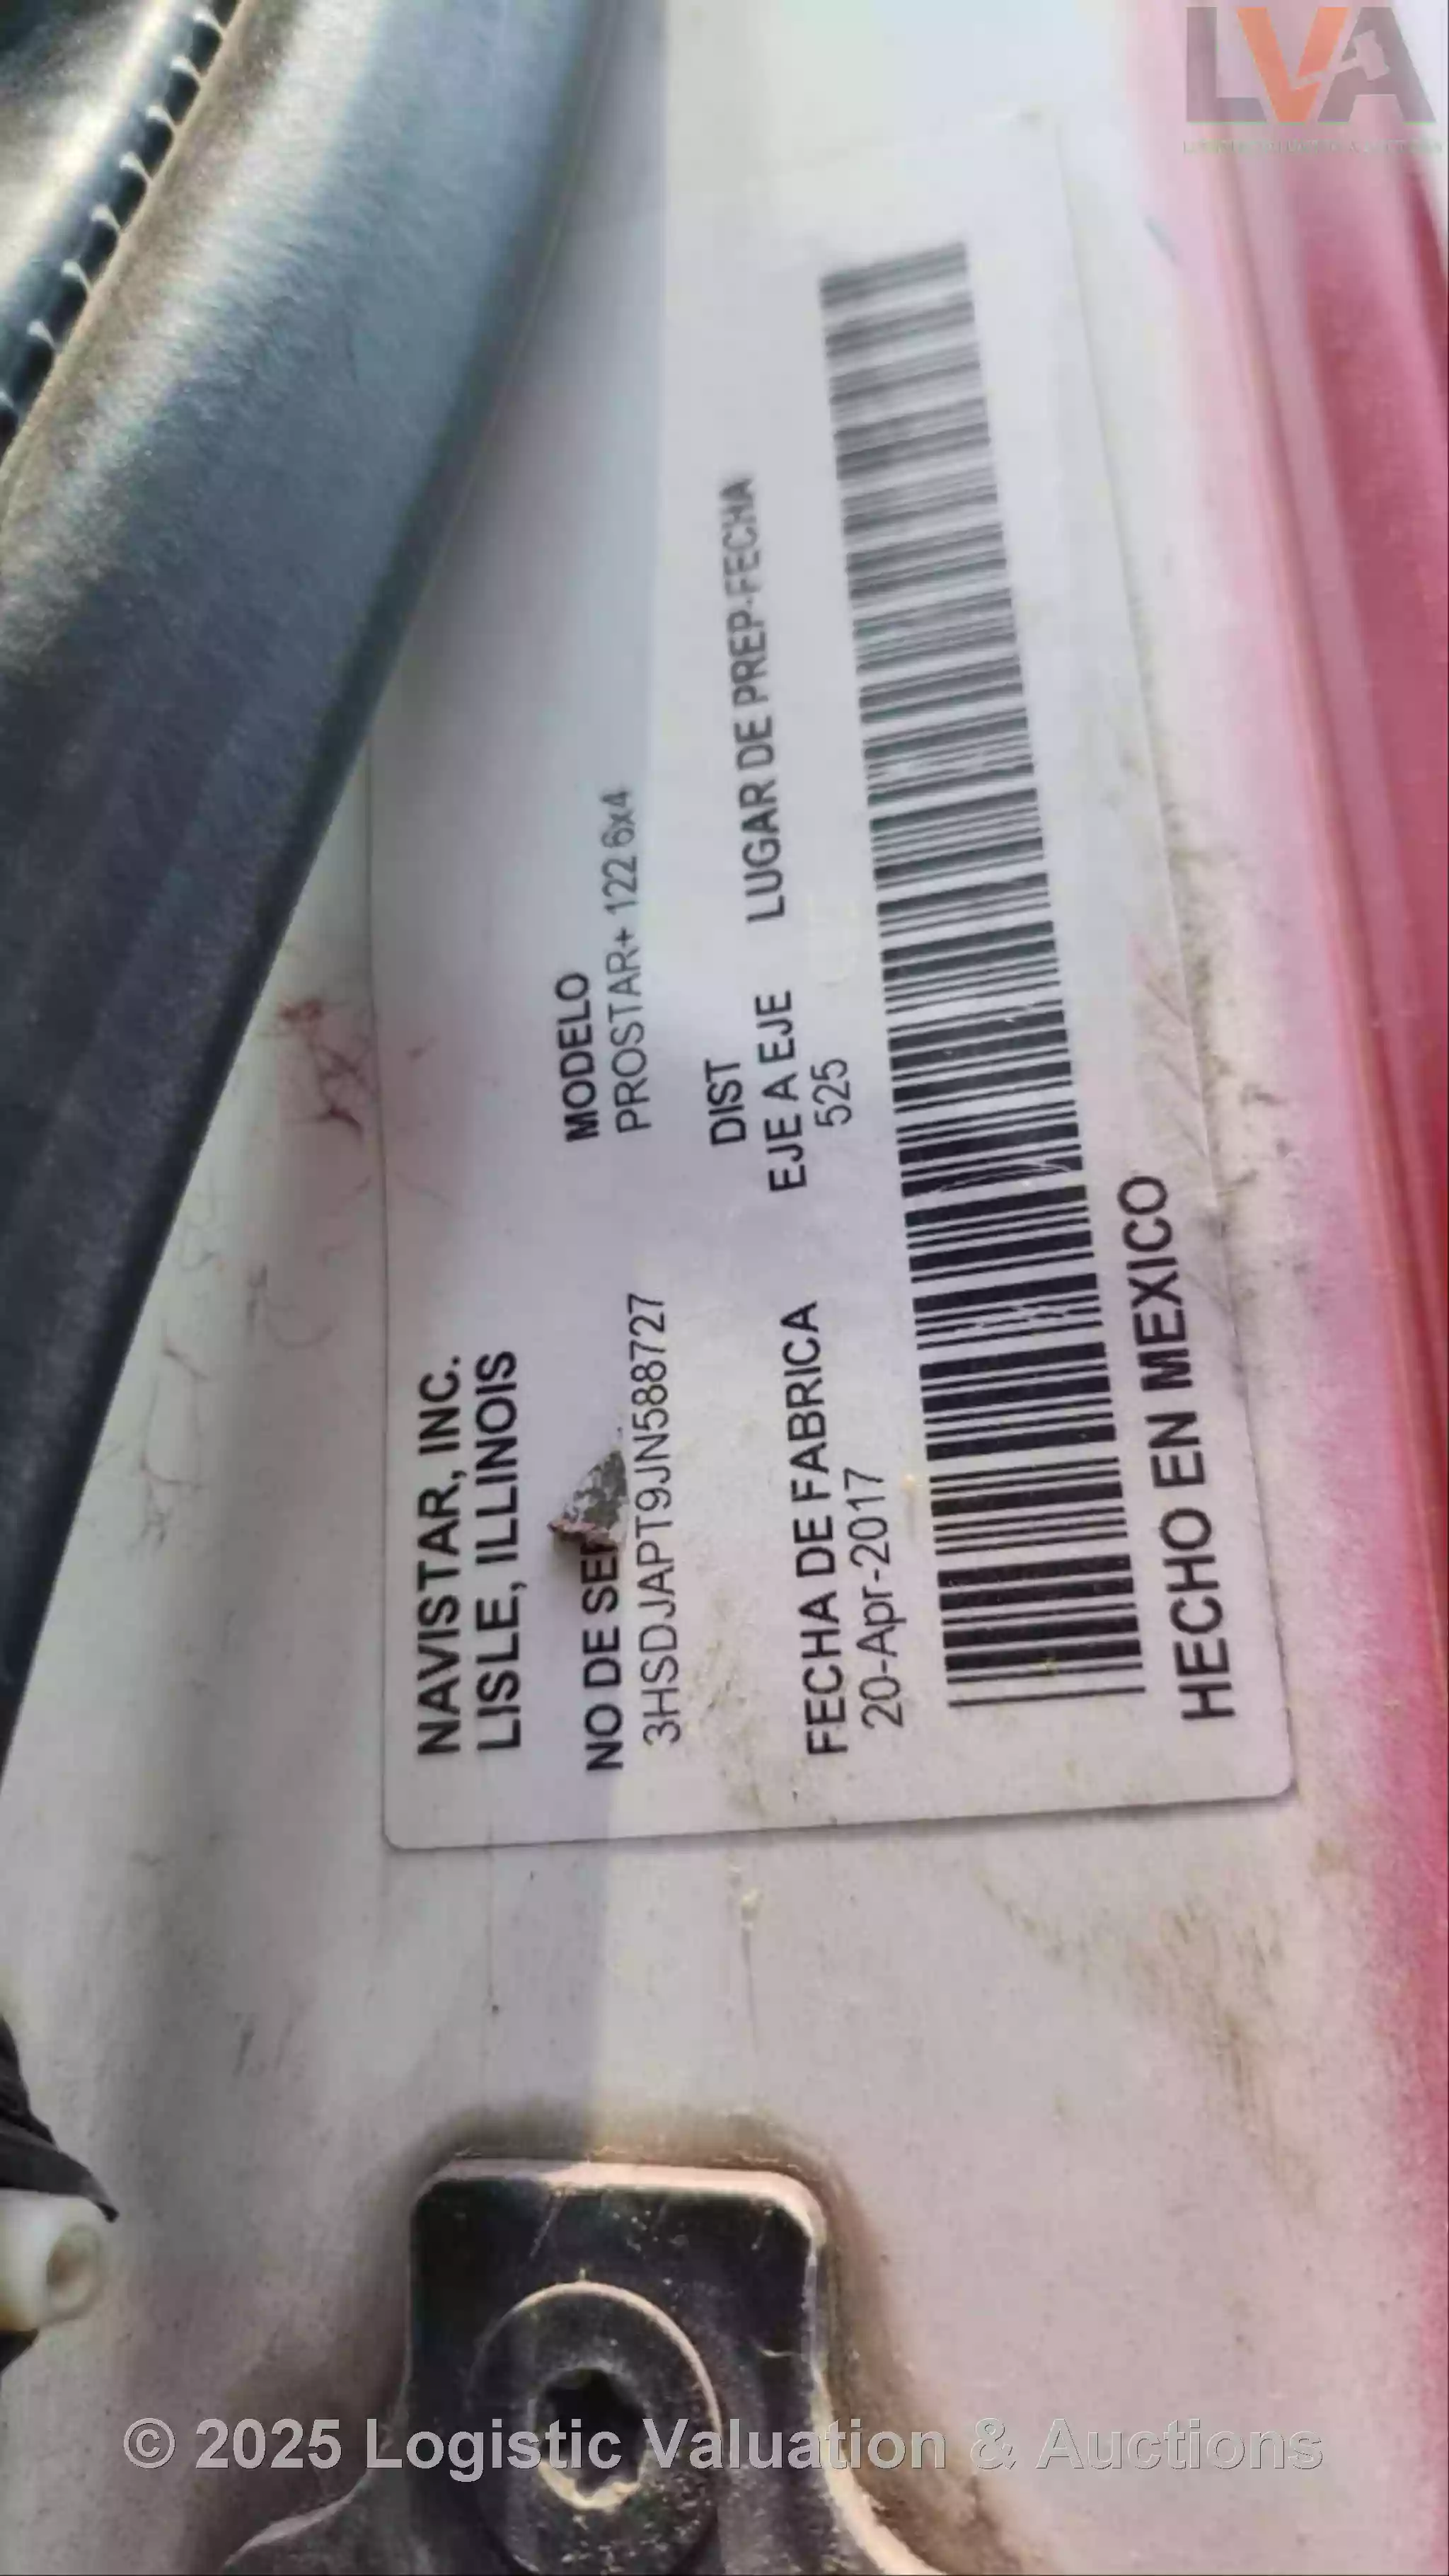 LVA
NAVISTAR, INC.
LISLE, ILLINOIS
NO DE SER
MODELO
3HSDJAPT9JN588727
PROSTAR+ 122 6x4
FECHA DE FABRICA
DIST
EJE A EJE
LUGAR DE PREP-FECHA
20-Apr-2017
525
HECHO EN MEXICO
© 2025 Logistic Valuation & Auctions